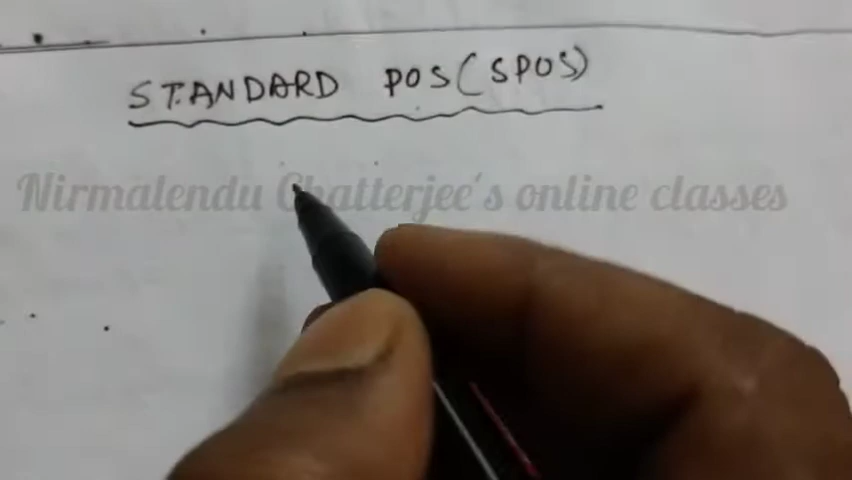 STANDARD POS (SPOS)
Nirmalendu Chatterjee's online classes